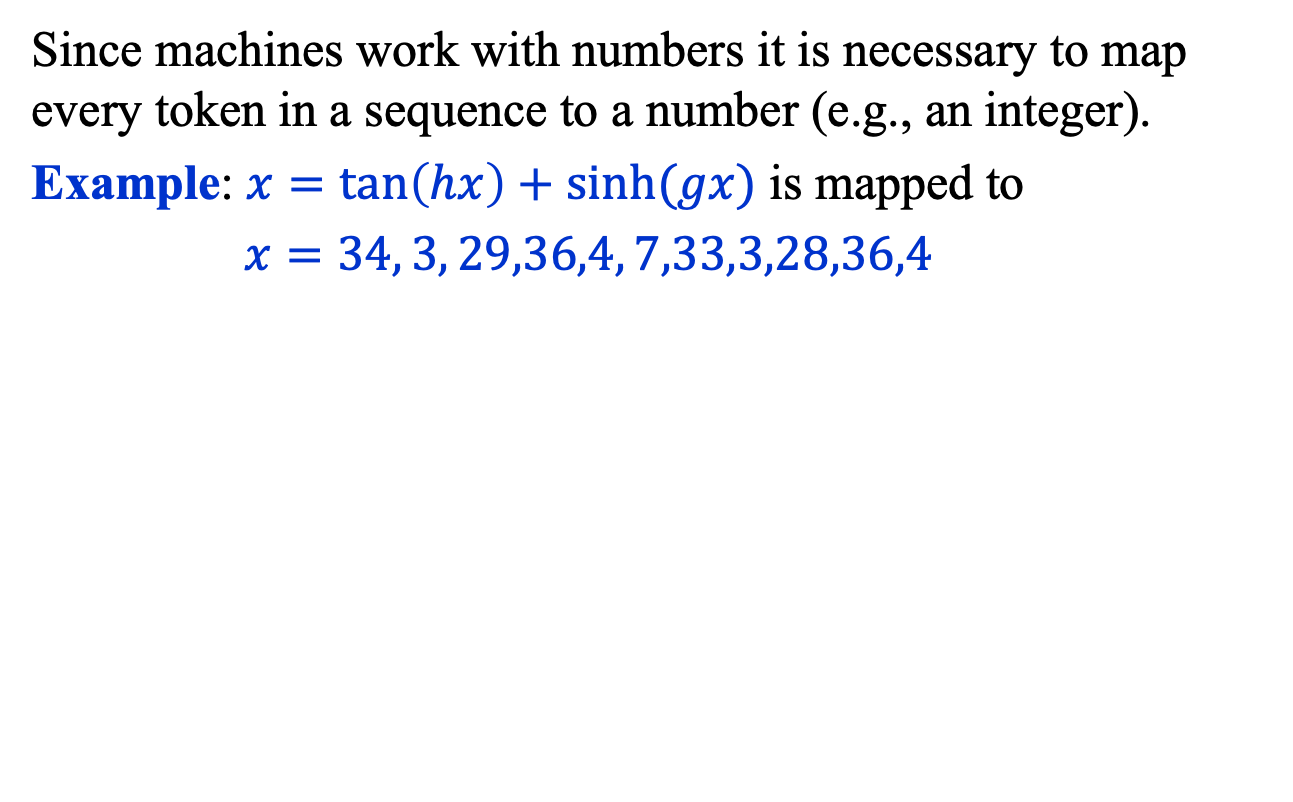 Since machines work with numbers it is necessary to map
every token in a sequence to a number (e.g., an integer).
Example: x = tan(hx) + sinh(gx) is mapped to
x = 34, 3, 29,36,4, 7,33,3,28,36,4